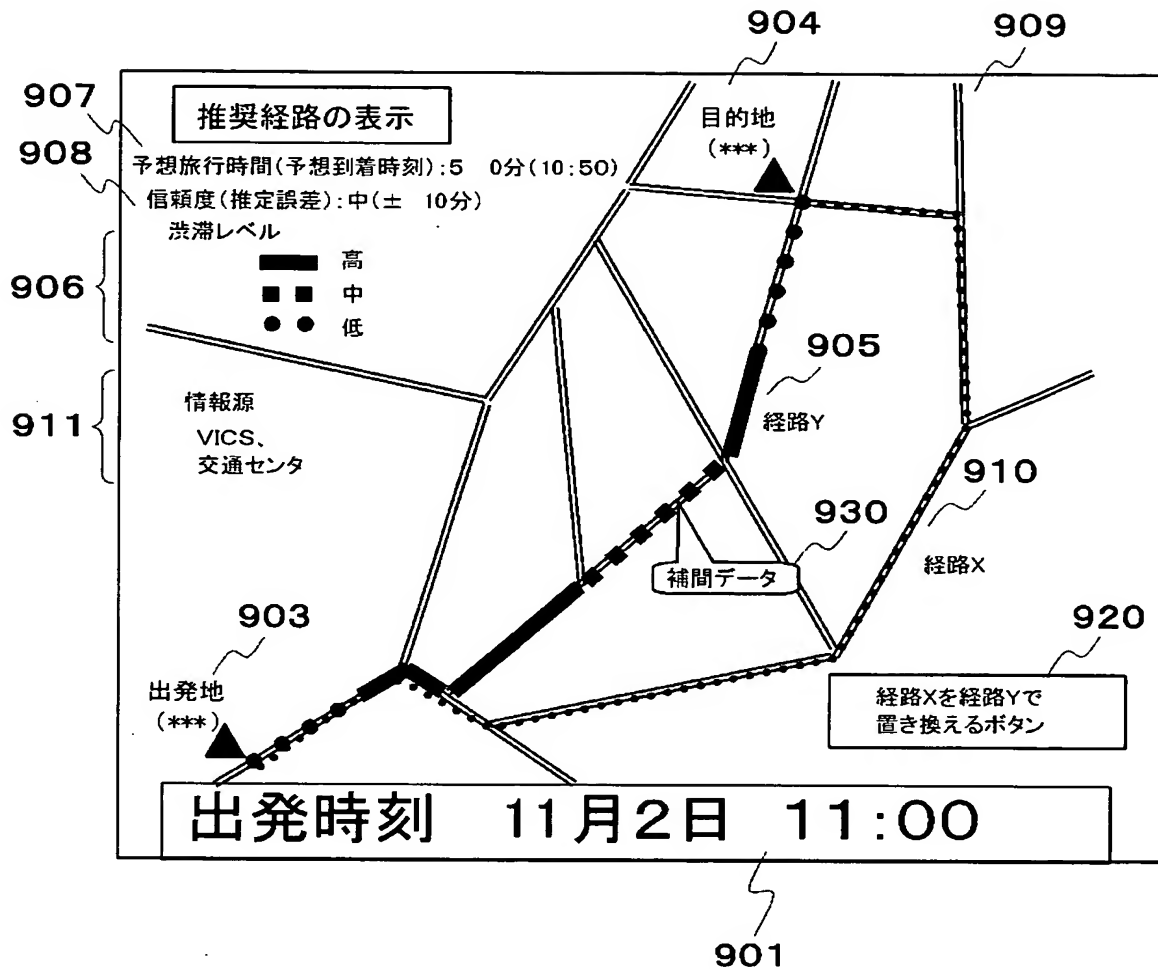 904
909
907
推奨経路の表示
目的地
(***)
908
予想旅行時間(予想到着時刻):5 0分(10:50)
信頼度(推定誤差):中(± 10分)
渋滞レベル
906
高
中
低
905
911
情報源
VICS、
交通センタ
経路Y
910
930
補間データ
経路X
903
920
出発地
(***)
経路Xを経路Yで
置き換えるボタン
出発時刻 11月2日 11:00
901